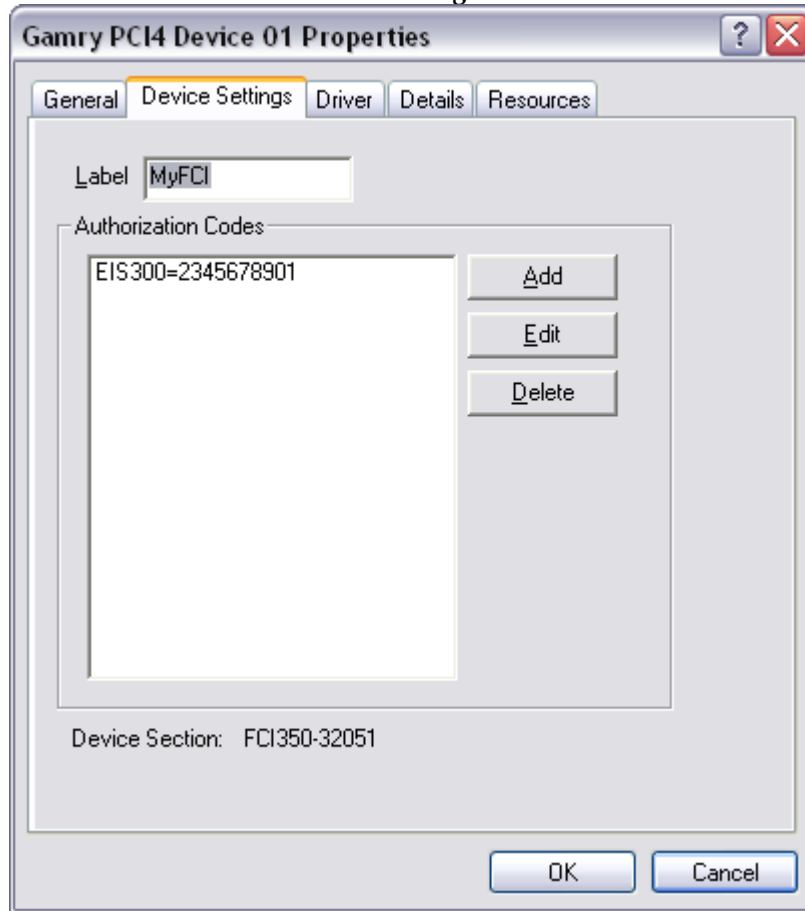 Gamry PCI4 Device 01 Properties
General Device Settings Driver Details Resources
Label MyFCI
Authorization Codes
EIS300=2345678901
Add
Edit
Delete
Device Section: FCI350-32051
OK Cancel